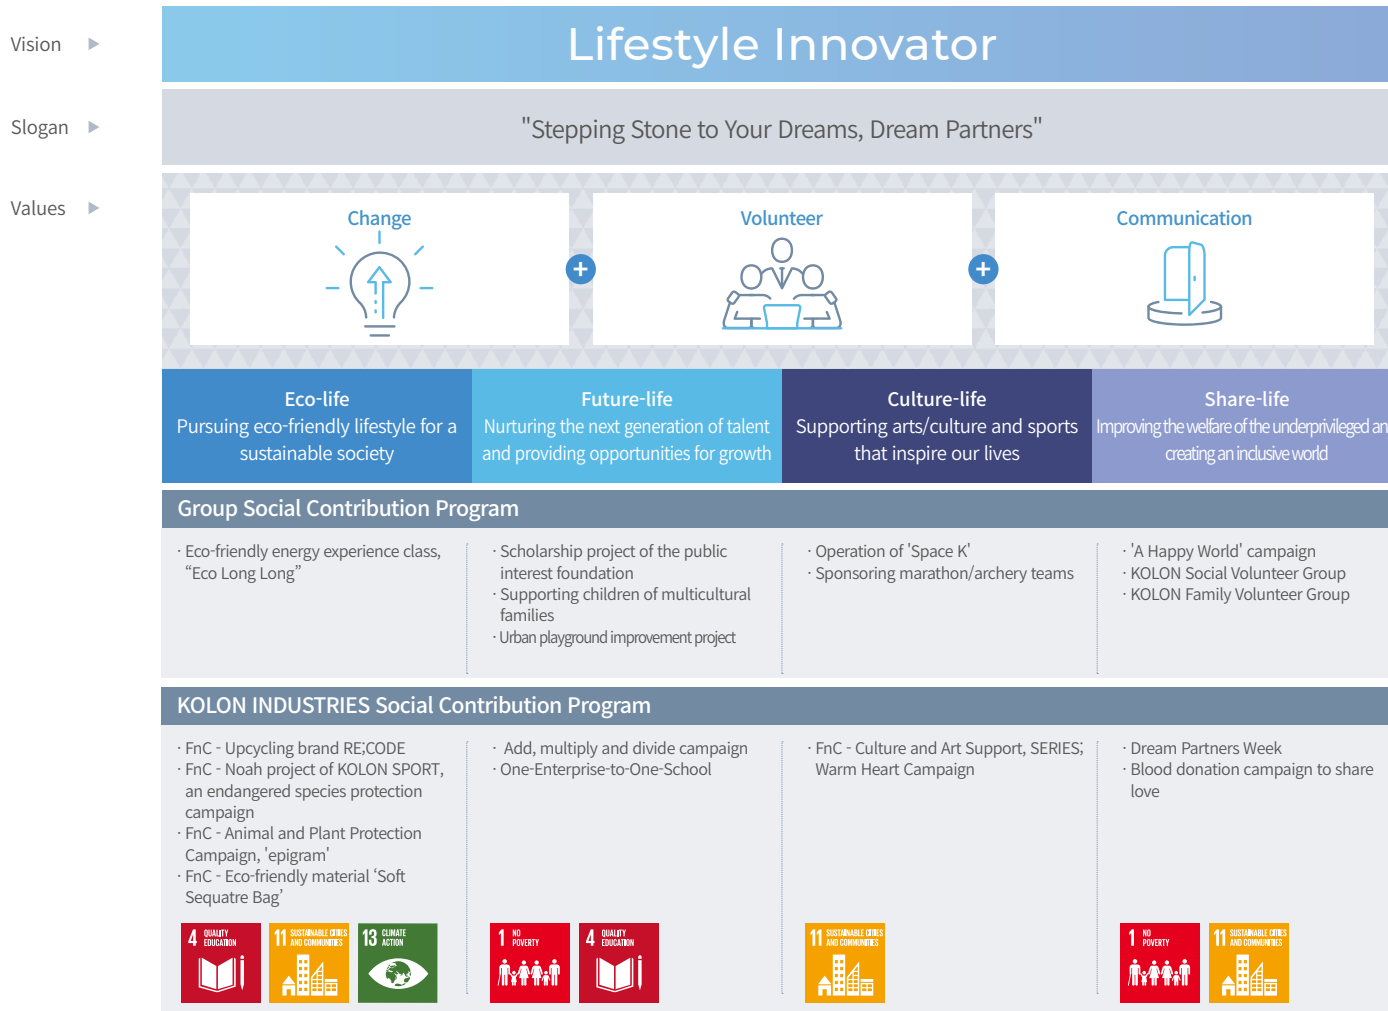 Vision
Lifestyle Innovator
Slogan
"Stepping Stone to Your Dreams, Dream Partners"
Values
Change
Volunteer
Communication
Eco-life
Pursuing eco-friendly lifestyle for a
sustainable society
Future-life
Nurturing the next generation of talent
and providing opportunities for growth
Culture-life
Supporting arts/culture and sports
that inspire our lives
Share-life
Improving the welfare of the underprivileged an
creating an inclusive world
Group Social Contribution Program
· Eco-friendly energy experience class,
“Eco Long Long”
· Scholarship project of the public
interest foundation
· Supporting children of multicultural
families
· Urban playground improvement project
· Operation of 'Space K'
· Sponsoring marathon/archery teams
· 'A Happy World' campaign
· KOLON Social Volunteer Group
· KOLON Family Volunteer Group
KOLON INDUSTRIES Social Contribution Program
· FnC - Upcycling brand RE;CODE
· FnC - Noah project of KOLON SPORT,
an endangered species protection
campaign
· FnC - Animal and Plant Protection
Campaign, 'epigram'
· FnC - Eco-friendly material ‘Soft
Sequatre Bag’
4 QUALITY
EDUCATION
11 SUSTAINABLE CITIES
AND COMMUNITIES
13 CLIMATE
ACTION
· Add, multiply and divide campaign
· One-Enterprise-to-One-School
1 NO
POVERTY
4 QUALITY
EDUCATION
· FnC - Culture and Art Support, SERIES;
Warm Heart Campaign
11 SUSTAINABLE CITIES
AND COMMUNITIES
· Dream Partners Week
· Blood donation campaign to share
love
1 NO
POVERTY
11 SUSTAINABLE CITIES
AND COMMUNITIES